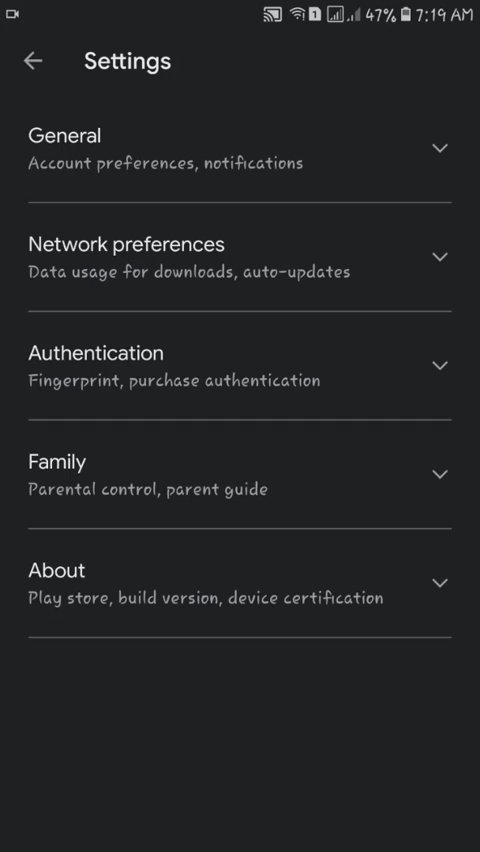 1 47% 7:19 AM
Settings
General
Account preferences, notifications
Network preferences
Data usage for downloads, auto-updates
Authentication
Fingerprint, purchase authentication
Family
Parental control, parent guide
About
Play store, build version, device certification